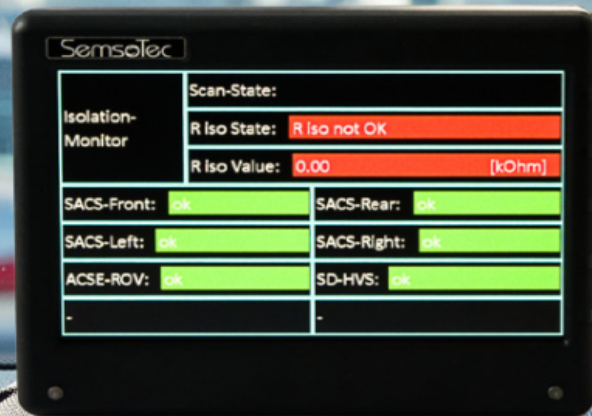 SemsoTec
Isolation-
Monitor
Scan-State:
R iso State: R iso not OK
R iso Value: 0.00 [kOhm]
SACS-Front: ok SACS-Rear: ok
SACS-Left: ok SACS-Right: ok
ACSE-ROV: ok SD-HVS: ok
- -